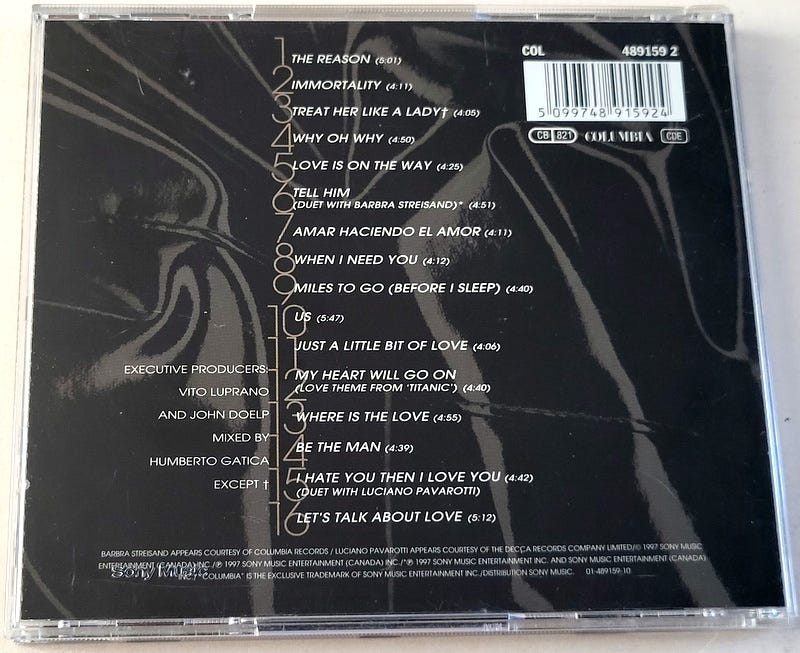 1 THE REASON (5:01)
2 IMMORTALITY (4:11)
3 TREAT HER LIKE A LADY† (4:05)
4 WHY OH WHY (4:50)
5 LOVE IS ON THE WAY (4:25)
6 TELL HIM
(DUET WITH BARBRA STREISAND)* (4:51)
7 AMAR HACIENDO EL AMOR (4:11)
8 WHEN I NEED YOU (4:12)
9 MILES TO GO (BEFORE I SLEEP) (4:40)
10 US (5:47)
11 JUST A LITTLE BIT OF LOVE (4:06)
12 MY HEART WILL GO ON
(LOVE THEME FROM 'TITANIC') (4:40)
13 WHERE IS THE LOVE (4:55)
14 BE THE MAN (4:39)
15 I HATE YOU THEN I LOVE YOU (4:42)
(DUET WITH LUCIANO PAVAROTTI)
16 LET'S TALK ABOUT LOVE (5:12)
COL 489159 2
5 099748 915924
CB 821 COLUMBIA CDE
EXECUTIVE PRODUCERS:
VITO LUPRANO
AND JOHN DOELP
MIXED BY
HUMBERTO GATICA
EXCEPT †
BARBRA STREISAND APPEARS COURTESY OF COLUMBIA RECORDS / LUCIANO PAVAROTTI APPEARS COURTESY OF THE DECCA RECORDS COMPANY LIMITED/© 1997 SONY MUSIC
ENTERTAINMENT (CANADA) INC./℗ 1997 SONY MUSIC ENTERTAINMENT (CANADA) INC./*℗ 1997 SONY MUSIC ENTERTAINMENT INC. AND SONY MUSIC ENTERTAINMENT (CANADA)
Sony Music "COLUMBIA" IS THE EXCLUSIVE TRADEMARK OF SONY MUSIC ENTERTAINMENT INC./DISTRIBUTION SONY MUSIC. 01-489159-10